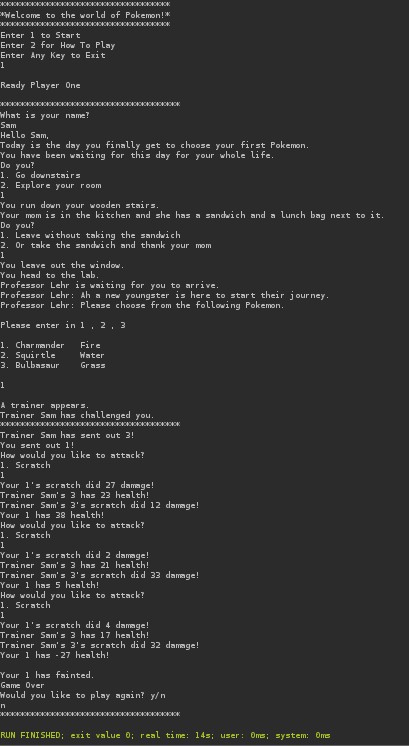 ***********************************
*Welcome to the world of Pokemon!*
***********************************
Enter 1 to Start
Enter 2 for How To Play
Enter Any Key to Exit
1
Ready Player One
*************************************
What is your name?
Sam
Hello Sam,
Today is the day you finally get to choose your first Pokemon.
You have been waiting for this day for your whole life.
Do you?
1. Go downstairs
2. Explore your room
1
You run down your wooden stairs.
Your mom is in the kitchen and she has a sandwich and a lunch bag next to it.
Do you?
1. Leave without taking the sandwich
2. Or take the sandwich and thank your mom
1
You leave out the window.
You head to the lab.
Professor Lehr is waiting for you to arrive.
Professor Lehr: Ah a new youngster is here to start their journey.
Professor Lehr: Please choose from the following Pokemon.
Please enter in 1 , 2 , 3
1. Charmander   Fire
2. Squirtle     Water
3. Bulbasaur    Grass
1
A trainer appears.
Trainer Sam has challenged you.
*************************************
Trainer Sam has sent out 3!
You sent out 1!
How would you like to attack?
1. Scratch
1
Your 1's scratch did 27 damage!
Trainer Sam's 3 has 23 health!
Trainer Sam's 3's scratch did 12 damage!
Your 1 has 38 health!
How would you like to attack?
1. Scratch
1
Your 1's scratch did 2 damage!
Trainer Sam's 3 has 21 health!
Trainer Sam's 3's scratch did 33 damage!
Your 1 has 5 health!
How would you like to attack?
1. Scratch
1
Your 1's scratch did 4 damage!
Trainer Sam's 3 has 17 health!
Trainer Sam's 3's scratch did 32 damage!
Your 1 has -27 health!
Your 1 has fainted.
Game Over
Would you like to play again? y/n
n
*************************************
RUN FINISHED; exit value 0; real time: 14s; user: 0ms; system: 0ms